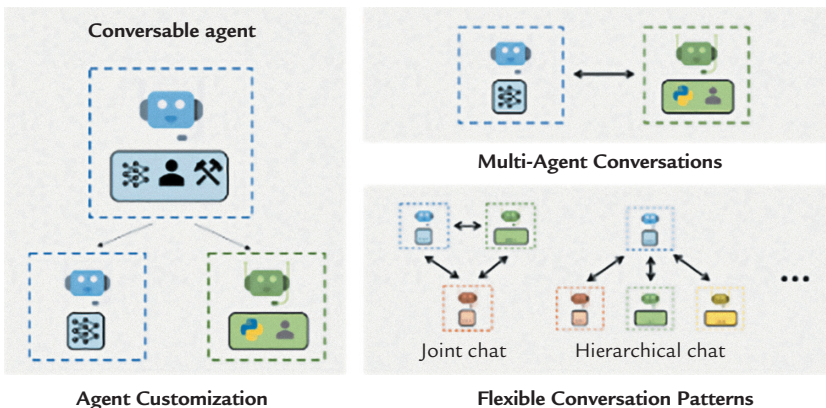 Conversable agent
Agent Customization
Multi-Agent Conversations
Joint chat
Hierarchical chat
...
Flexible Conversation Patterns